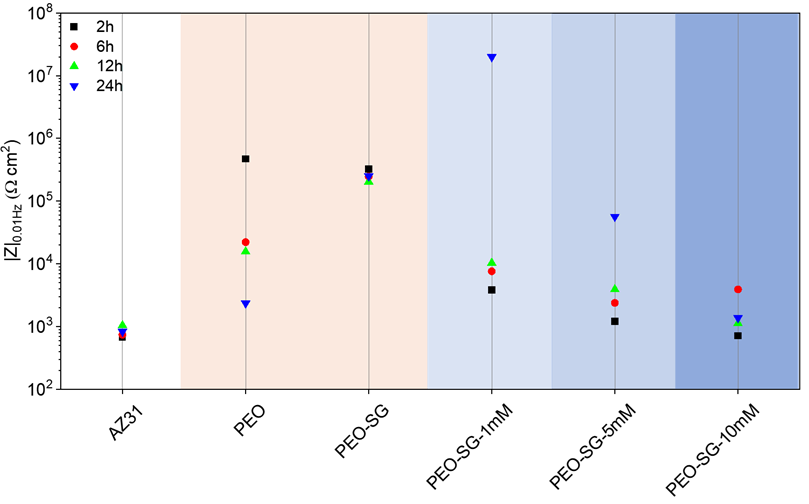 10^8
10^7
10^6
10^5
10^4
10^3
10^2
|Z|0.01Hz (Ω cm²)
2h
6h
12h
24h
AZ31
PEO
PEO-SG
PEO-SG-1mM
PEO-SG-5mM
PEO-SG-10mM